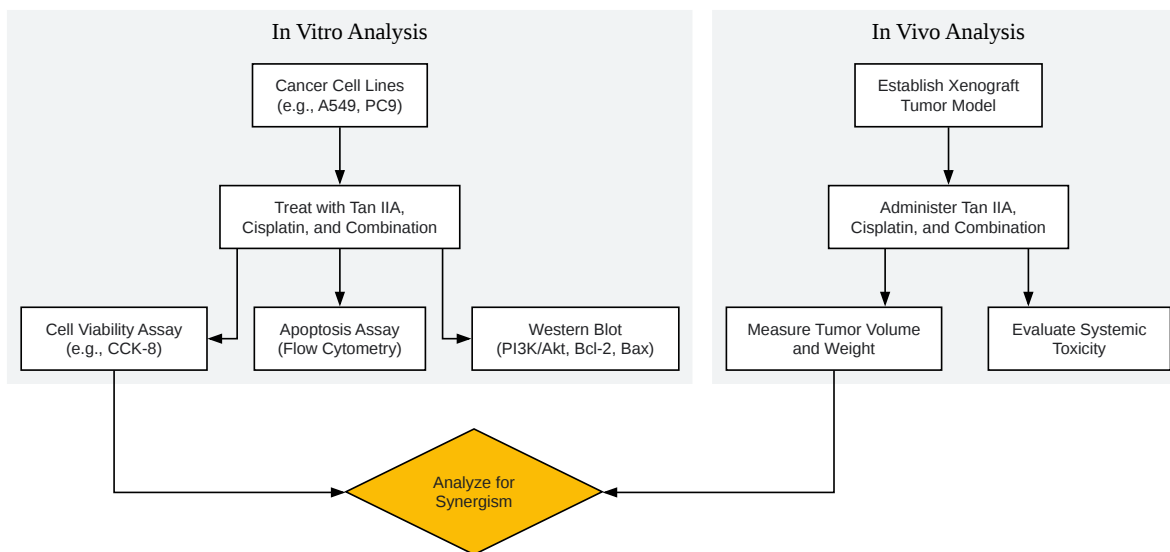 In Vitro Analysis
Cancer Cell Lines
(e.g., A549, PC9)
Treat with Tan IIA,
Cisplatin, and Combination
Cell Viability Assay
(e.g., CCK-8)
Apoptosis Assay
(Flow Cytometry)
Western Blot
(PI3K/Akt, Bcl-2, Bax)
In Vivo Analysis
Establish Xenograft
Tumor Model
Administer Tan IIA,
Cisplatin, and Combination
Measure Tumor Volume
and Weight
Evaluate Systemic
Toxicity
Analyze for
Synergism